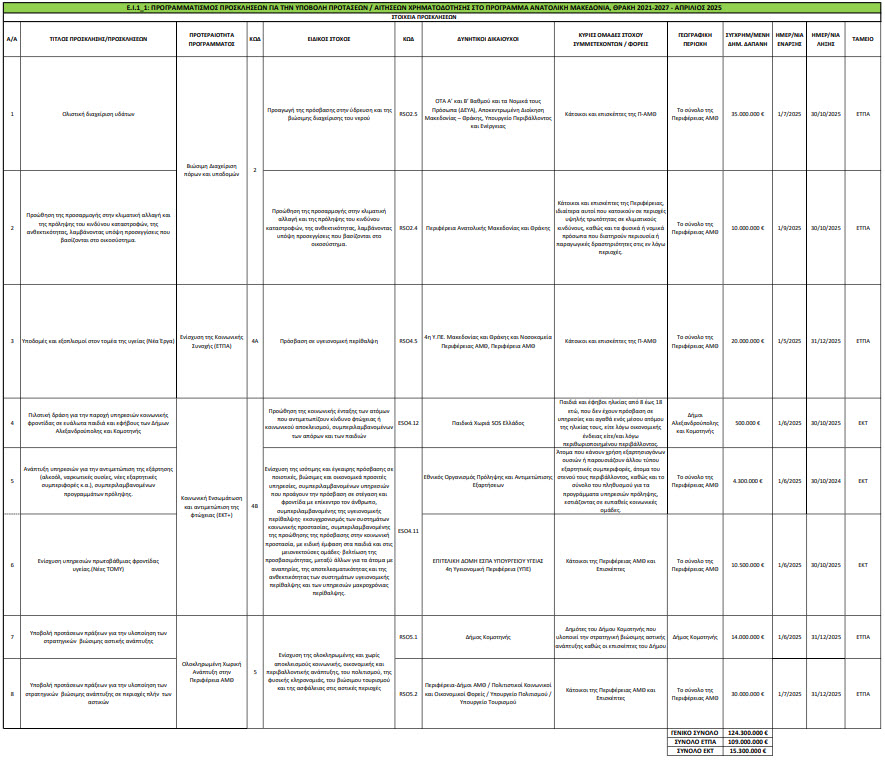 Ε.Ι.Ι_1: ΠΡΟΓΡΑΜΜΑΤΙΣΜΟΣ ΠΡΟΣΚΛΗΣΕΩΝ ΓΙΑ ΤΗΝ ΥΠΟΒΟΛΗ ΠΡΟΤΑΣΕΩΝ / ΑΙΤΗΣΕΩΝ ΧΡΗΜΑΤΟΔΟΤΗΣΗΣ ΣΤΟ ΠΡΟΓΡΑΜΜΑ ΑΝΑΤΟΛΙΚΗ ΜΑΚΕΔΟΝΙΑ, ΘΡΑΚΗ 2021-2027 - ΑΠΡΙΛΙΟΣ 2025
ΣΤΟΙΧΕΙΑ ΠΡΟΣΚΛΗΣΕΩΝ
Α/Α
ΤΙΤΛΟΣ ΠΡΟΣΚΛΗΣΗΣ/ΠΡΟΣΚΛΗΣΕΩΝ
ΠΡΟΤΕΡΑΙΟΤΗΤΑ
ΠΡΟΓΡΑΜΜΑΤΟΣ
ΚΩΔ
ΕΙΔΙΚΟΣ ΣΤΟΧΟΣ
ΚΩΔ
ΔΥΝΗΤΙΚΟΙ ΔΙΚΑΙΟΥΧΟΙ
ΚΥΡΙΕΣ ΟΜΑΔΕΣ ΣΤΟΧΟΥ
ΣΥΜΜΕΤΕΧΟΝΤΩΝ / ΦΟΡΕΙΣ
ΓΕΩΓΡΑΦΙΚΗ
ΠΕΡΙΟΧΗ
ΣΥΓΧΡΗΜ/ΜΕΝΗ
ΔΗΜ. ΔΑΠΑΝΗ
ΗΜΕΡ/ΝΙΑ
ΕΝΑΡΞΗΣ
ΗΜΕΡ/ΝΙΑ
ΛΗΞΗΣ
ΤΑΜΕΙΟ
1
Ολιστική διαχείριση υδάτων
Βιώσιμη Διαχείριση
πόρων και υποδομών
2
Προαγωγή της πρόσβασης στην ύδρευση και της
βιώσιμης διαχείρισης του νερού
RSO2.5
ΟΤΑ Α' και Β' Βαθμού και τα Νομικά τους
Πρόσωπα (ΔΕΥΑ), Αποκεντρωμένη Διοίκηση
Μακεδονίας – Θράκης, Υπουργείο Περιβάλλοντος
και Ενέργειας
Κάτοικοι και επισκέπτες της Π-ΑΜΘ
Το σύνολο της
Περιφέρειας ΑΜΘ
35.000.000 €
1/7/2025
30/10/2025
ΕΤΠΑ
2
Προώθηση της προσαρμογής στην κλιματική αλλαγή και
της πρόληψης του κινδύνου καταστροφών, της
ανθεκτικότητας, λαμβάνοντας υπόψη προσεγγίσεις που
βασίζονται στο οικοσύστημα.
Προώθηση της προσαρμογής στην κλιματική
αλλαγή και της πρόληψης του κινδύνου
καταστροφών, της ανθεκτικότητας, λαμβάνοντας
υπόψη προσεγγίσεις που βασίζονται στο
οικοσύστημα.
RSO2.4
Περιφέρεια Ανατολικής Μακεδονίας και Θράκης
Κάτοικοι και επισκέπτες της Περιφέρειας,
ιδιαίτερα αυτοί που κατοικούν σε περιοχές
υψηλής τρωτότητας σε κλιματικούς
κινδύνους, καθώς και τα φυσικά ή νομικά
πρόσωπα που διατηρούν περιουσία ή
παραγωγικές δραστηριότητες στις εν λόγω
περιοχές.
Το σύνολο της
Περιφέρειας ΑΜΘ
10.000.000 €
1/9/2025
30/10/2025
ΕΤΠΑ
3
Υποδομές και εξοπλισμοί στον τομέα της υγείας (Νέα Έργα)
Ενίσχυση της Κοινωνικής
Συνοχής (ΕΤΠΑ)
4Α
Πρόσβαση σε υγειονομική περίθαλψη
RSO4.5
4η Υ.ΠΕ. Μακεδονίας και Θράκης και Νοσοκομεία
Περιφέρειας ΑΜΘ, Περιφέρεια ΑΜΘ
Κάτοικοι και επισκέπτες της Π-ΑΜΘ
Το σύνολο της
Περιφέρειας ΑΜΘ
20.000.000 €
1/5/2025
31/12/2025
ΕΤΠΑ
4
Πιλοτική δράση για την παροχή υπηρεσιών κοινωνικής
φροντίδας σε ευάλωτα παιδιά και εφήβους των Δήμων
Αλεξανδρούπολης και Κομοτηνής
Κοινωνική Ενσωμάτωση
και αντιμετώπιση της
φτώχειας (ΕΚΤ+)
4Β
Προώθηση της κοινωνικής ένταξης των ατόμων
που αντιμετωπίζουν κίνδυνο φτώχειας ή
κοινωνικού αποκλεισμού, συμπεριλαμβανομένων
των απόρων και των παιδιών
ESO4.12
Παιδικά Χωριά SOS Ελλάδος
Παιδιά και έφηβοι ηλικίας από 8 έως 18
ετών, που δεν έχουν πρόσβαση σε
υπηρεσίες και αγαθά ενός μέσου ατόμου
της ηλικίας τους, είτε λόγω οικονομικής
ένδειας είτε/και λόγω
περιθωριοποιημένου περιβάλλοντος.
Δήμοι
Αλεξανδρούπολης
και Κομοτηνής
500.000 €
1/6/2025
30/10/2025
ΕΚΤ
5
Ανάπτυξη υπηρεσιών για την αντιμετώπιση της εξάρτησης
(αλκοόλ, ναρκωτικές ουσίες, νέες εξαρτητικές
συμπεριφορές κ.α.), συμπεριλαμβανομένων
προγραμμάτων πρόληψης.
Ενίσχυση της ισότιμης και έγκαιρης πρόσβασης σε
ποιοτικές, βιώσιμες και οικονομικά προσιτές
υπηρεσίες, συμπεριλαμβανομένων υπηρεσιών
που προάγουν την πρόσβαση σε στέγαση και
φροντίδα με επίκεντρο τον άνθρωπο,
συμπεριλαμβανομένης της υγειονομικής
περίθαλψης· εκσυγχρονισμός των συστημάτων
κοινωνικής προστασίας, συμπεριλαμβανομένης
της προώθησης της πρόσβασης στην κοινωνική
προστασία, με ειδική έμφαση στα παιδιά και στις
μειονεκτούσες ομάδες· βελτίωση της
προσβασιμότητας, μεταξύ άλλων για τα άτομα με
αναπηρίες, της αποτελεσματικότητας και της
ανθεκτικότητας των συστημάτων υγειονομικής
περίθαλψης και των υπηρεσιών μακροχρόνιας
περίθαλψης.
ESO4.11
Εθνικός Οργανισμός Πρόληψης και Αντιμετώπισης
Εξαρτήσεων
Άτομα που κάνουν χρήση εξαρτησιογόνων
ουσιών ή παρουσιάζουν άλλου τύπου
εξαρτητικές συμπεριφορές, άτομα του
στενού τους περιβάλλοντος, καθώς και το
σύνολο του πληθυσμού για τα
προγράμματα υπηρεσιών πρόληψης,
εστιάζοντας σε ευπαθείς κοινωνικές
ομάδες.
Το σύνολο της
Περιφέρειας ΑΜΘ
4.300.000 €
1/6/2025
30/10/2024
ΕΚΤ
6
Ενίσχυση υπηρεσιών πρωτοβάθμιας φροντίδας
υγείας.(Νέες ΤΟΜΥ)
ΕΠΙΤΕΛΙΚΗ ΔΟΜΗ ΕΣΠΑ ΥΠΟΥΡΓΕΙΟΥ ΥΓΕΙΑΣ
4η Υγειονομική Περιφέρεια (ΥΠΕ)
Κάτοικοι της Περιφέρειας ΑΜΘ και
Επισκέπτες
Το σύνολο της
Περιφέρειας ΑΜΘ
10.500.000 €
1/6/2025
30/10/2025
ΕΚΤ
7
Υποβολή προτάσεων πράξεων για την υλοποίηση των
στρατηγικών βιώσιμης αστικής ανάπτυξης
Ολοκληρωμένη Χωρική
Ανάπτυξη στην
Περιφέρεια ΑΜΘ
5
Ενίσχυση της ολοκληρωμένης και χωρίς
αποκλεισμούς κοινωνικής, οικονομικής και
περιβαλλοντικής ανάπτυξης, του πολιτισμού, της
φυσικής κληρονομιάς, του βιώσιμου τουρισμού
και της ασφάλειας στις αστικές περιοχές
RSO5.1
Δήμος Κομοτηνής
Δημότες του Δήμου Κομοτηνής που
υλοποιεί την στρατηγική βιώσιμης αστικής
ανάπτυξης καθώς οι επισκέπτες του Δήμου
Δήμος Κομοτηνής
14.000.000 €
1/6/2025
31/12/2025
ΕΤΠΑ
8
Υποβολή προτάσεων πράξεων για την υλοποίηση των
στρατηγικών βιώσιμης ανάπτυξης σε περιοχές πλήν των
αστικών
RSO5.2
Περιφέρεια-Δήμοι ΑΜΘ / Πολιτιστικοί Κοινωνικοί
και Οικονομικοί Φορείς / Υπουργείο Πολιτισμού /
Υπουργείο Τουρισμού
Κάτοικοι της Περιφέρειας ΑΜΘ και
Επισκέπτες
Το σύνολο της
Περιφέρειας ΑΜΘ
30.000.000 €
1/7/2025
31/12/2025
ΕΤΠΑ
ΓΕΝΙΚΟ ΣΥΝΟΛΟ 124.300.000 €
ΣΥΝΟΛΟ ΕΤΠΑ 109.000.000 €
ΣΥΝΟΛΟ ΕΚΤ 15.300.000 €